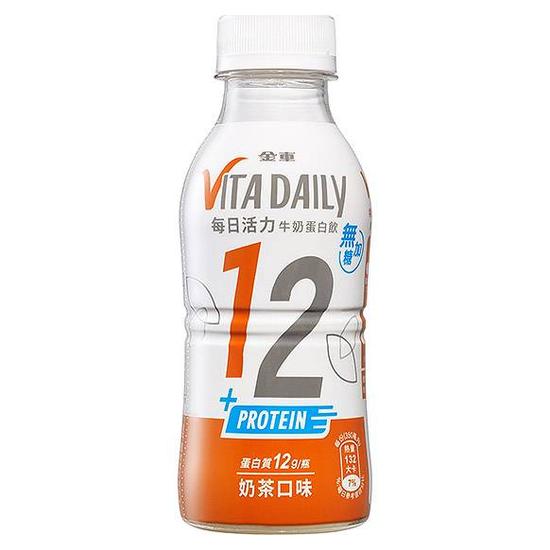 金車
VITA DAILY
每日活力牛奶蛋白飲
無加糖
12
+
PROTEIN
蛋白質12g/瓶
奶茶口味
熱量
132
大卡
7%